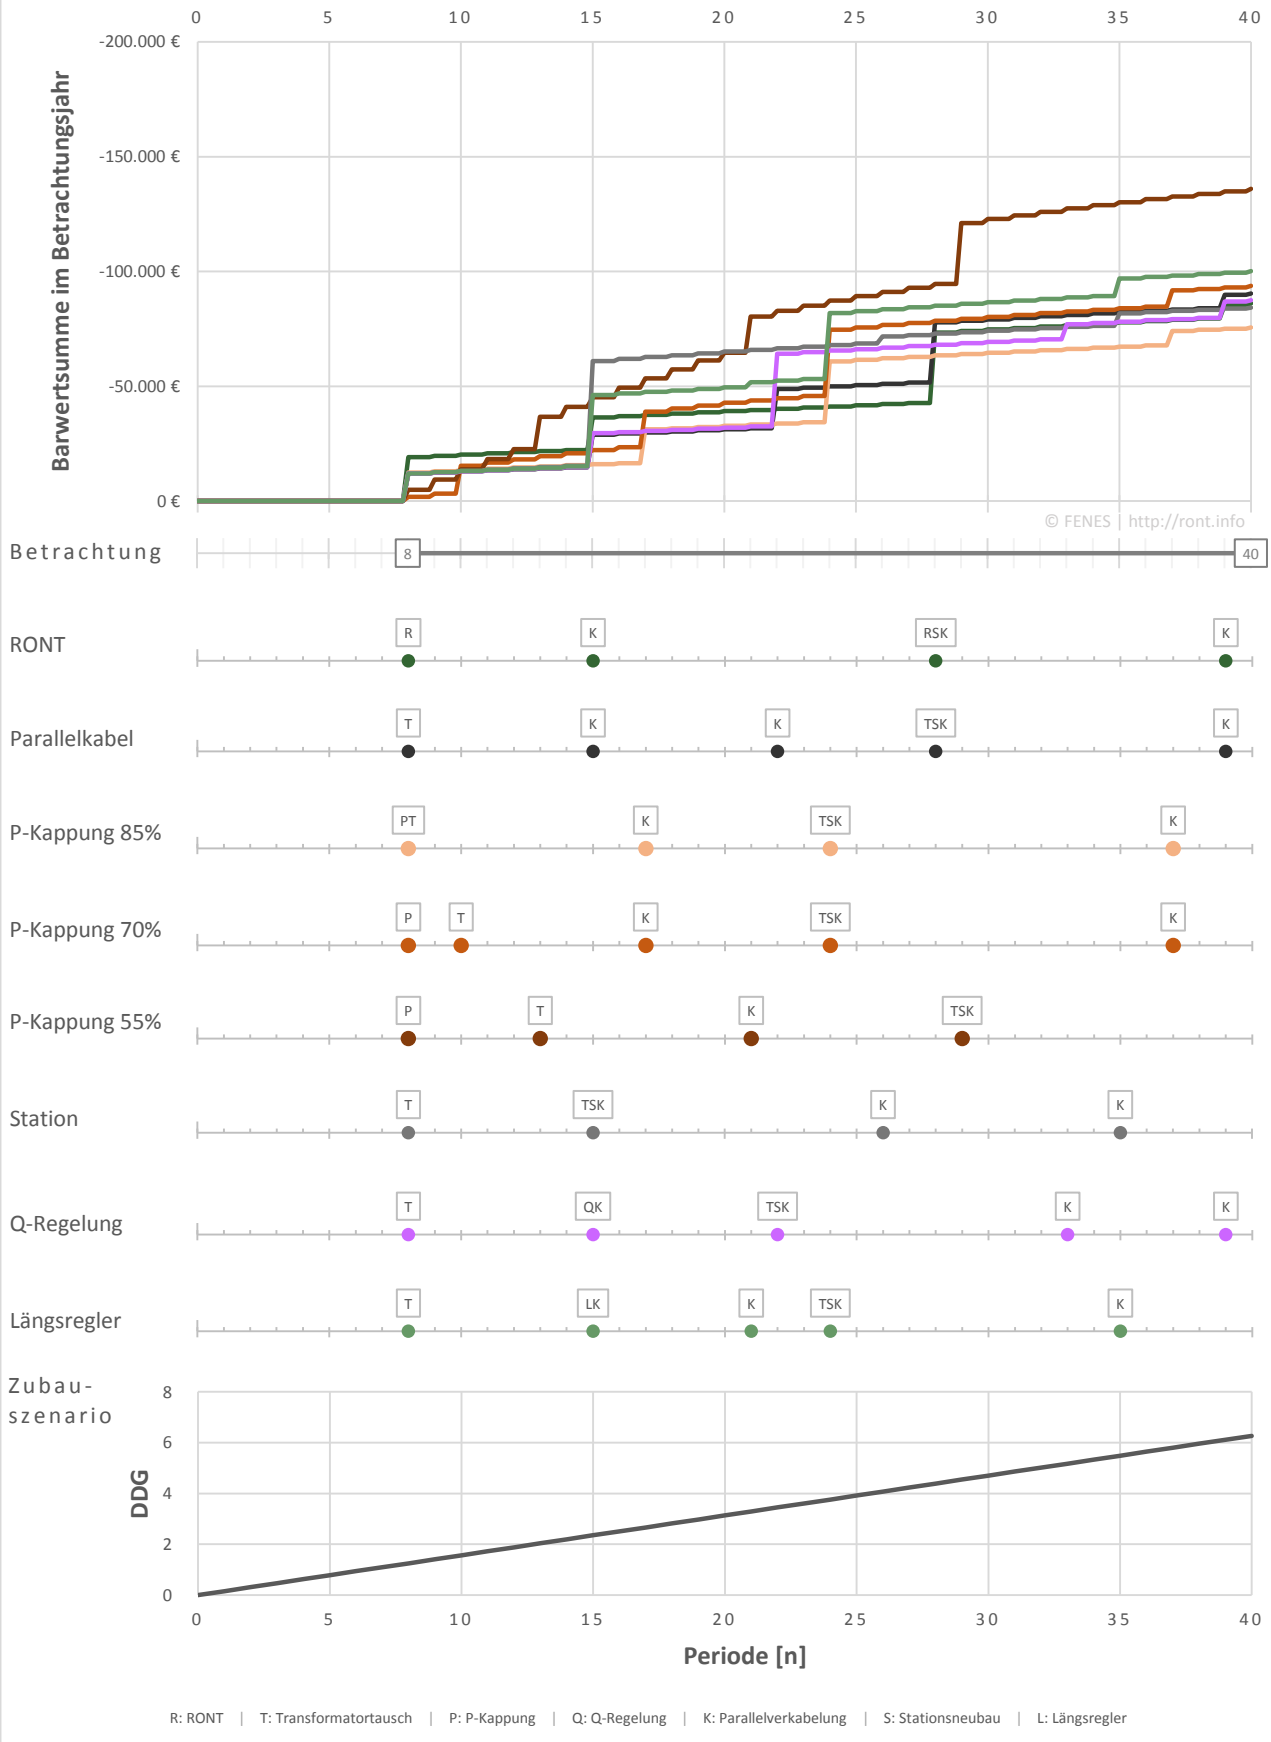 0 5 10 15 20 25 30 35 40
-200.000 €
-150.000 €
-100.000 €
-50.000 €
0 €
Barwertsumme im Betrachtungsjahr
© FENES | http://ront.info
Betrachtung 8 40
R K RSK K
RONT
T K K TSK K
Parallelkabel
PT K TSK K
P-Kappung 85%
P T K TSK K
P-Kappung 70%
P T K TSK
P-Kappung 55%
T TSK K K
Station
T QK TSK K K
Q-Regelung
T LK K TSK K
Längsregler
Zubau-
szenario
8
6
4
2
0
DDG
0 5 10 15 20 25 30 35 40
Periode [n]
R: RONT | T: Transformatortausch | P: P-Kappung | Q: Q-Regelung | K: Parallelverkabelung | S: Stationsneubau | L: Längsregler